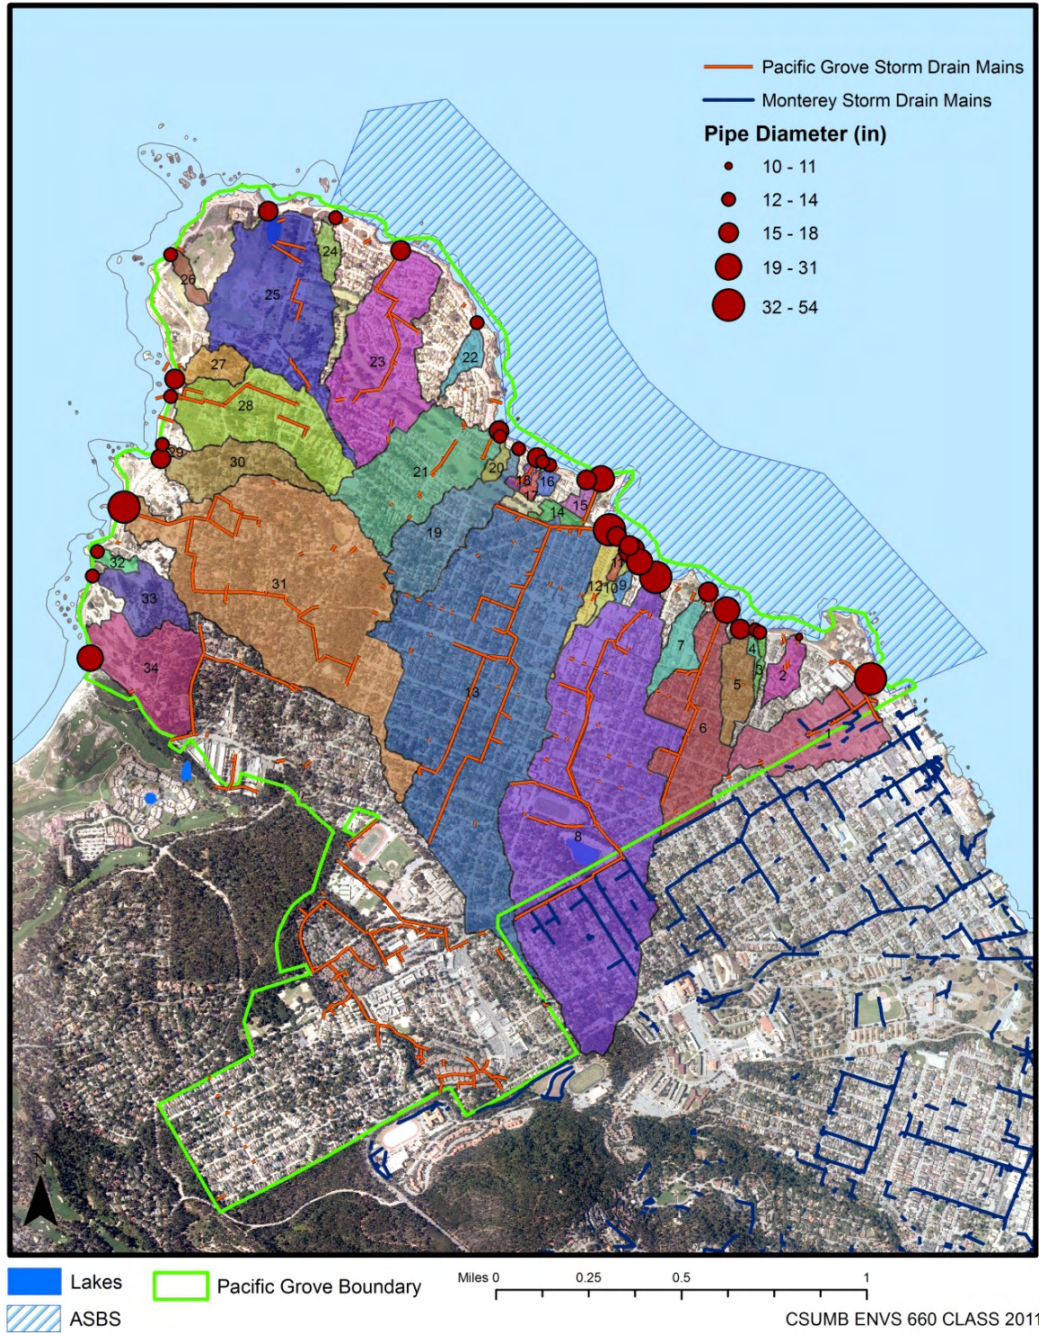 Pacific Grove Storm Drain Mains
Monterey Storm Drain Mains
Pipe Diameter (in)
10 - 11
12 - 14
15 - 18
19 - 31
32 - 54
24
26
25
23
22
27
28
29
30
21
20
18
16
17
15
14
19
31
32
33
34
13
12
10
9
7
4
3
2
5
6
1
8
N
Lakes
Pacific Grove Boundary
Miles 0 0.25 0.5 1
ASBS
CSUMB ENVS 660 CLASS 2011